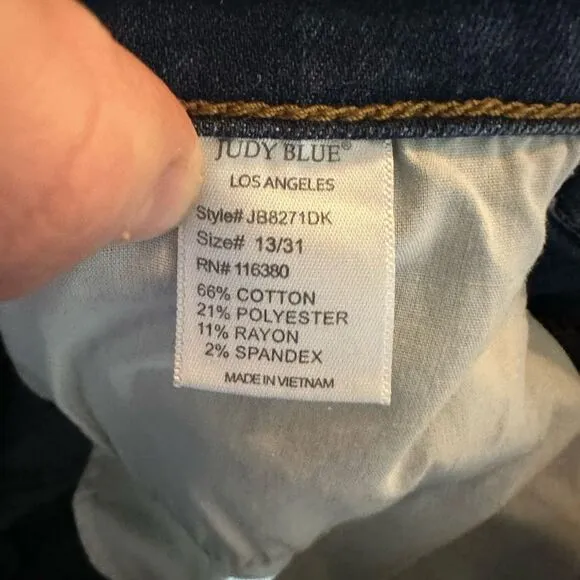 JUDY BLUE®
LOS ANGELES
Style# JB8271DK
Size# 13/31
RN# 116380
66% COTTON
21% POLYESTER
11% RAYON
2% SPANDEX
MADE IN VIETNAM